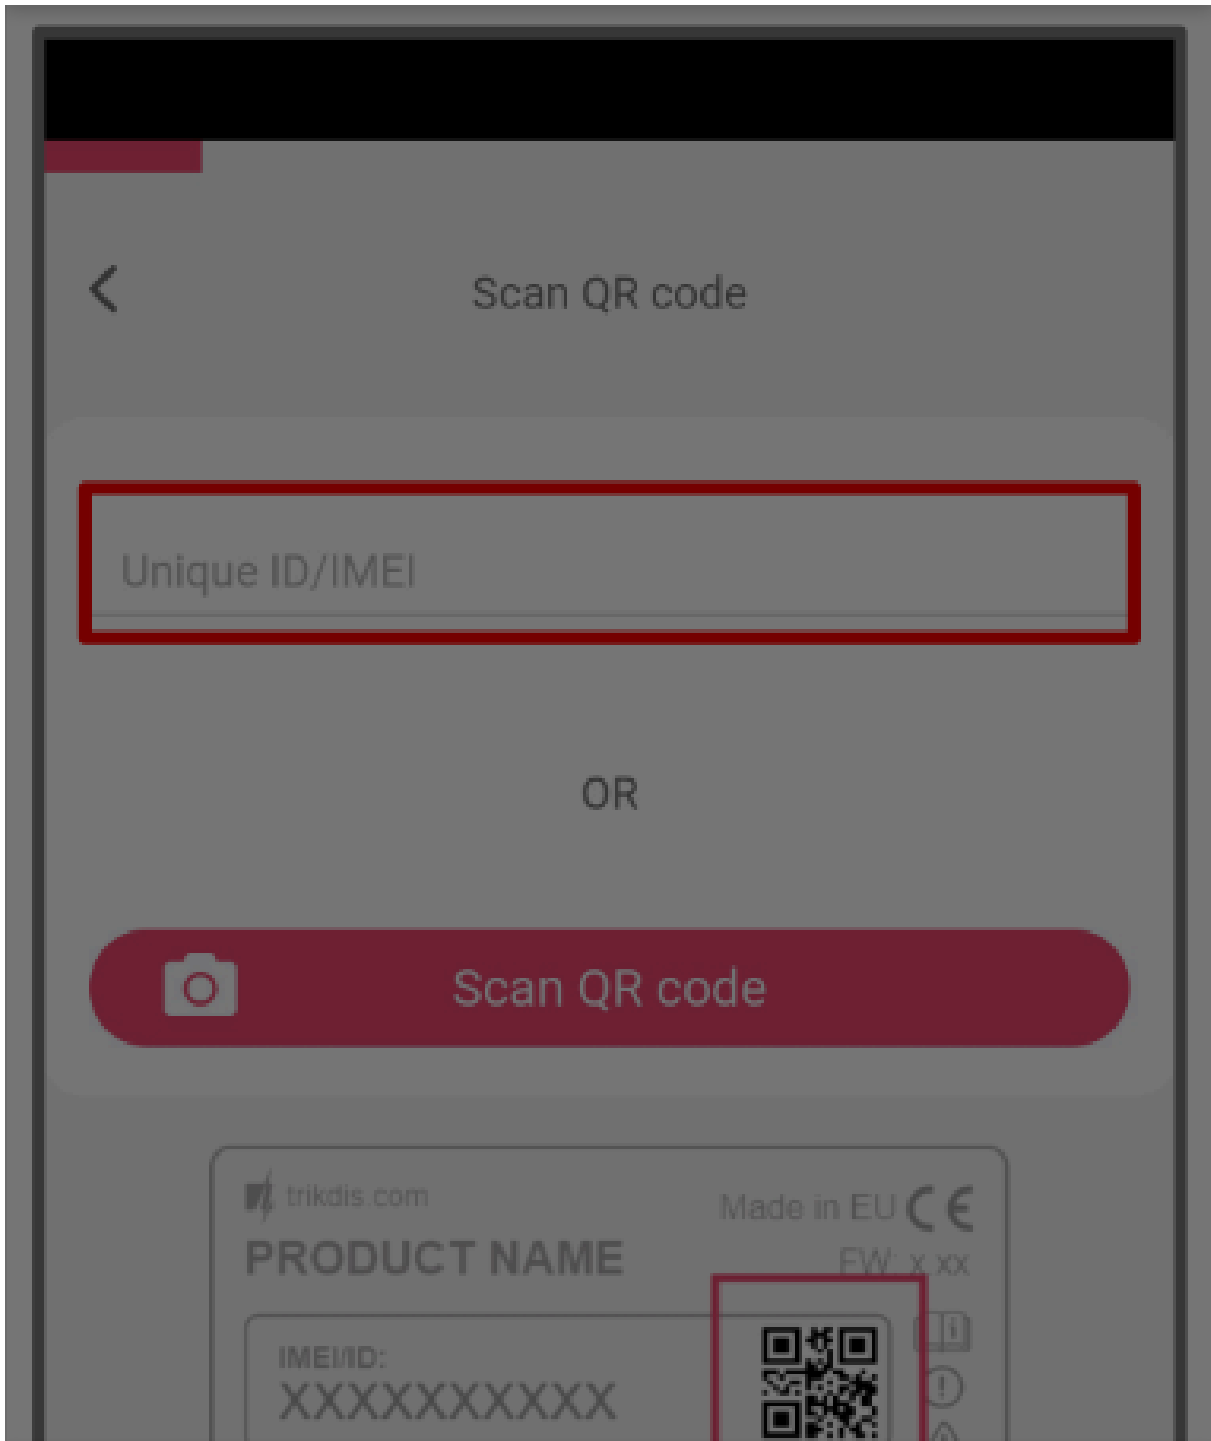 Scan QR code
Unique ID/IMEI
OR
Scan QR code
trikdis.com
Made in EU CE
PRODUCT NAME
FW: x.xx
IMEI/ID:
XXXXXXXXXX